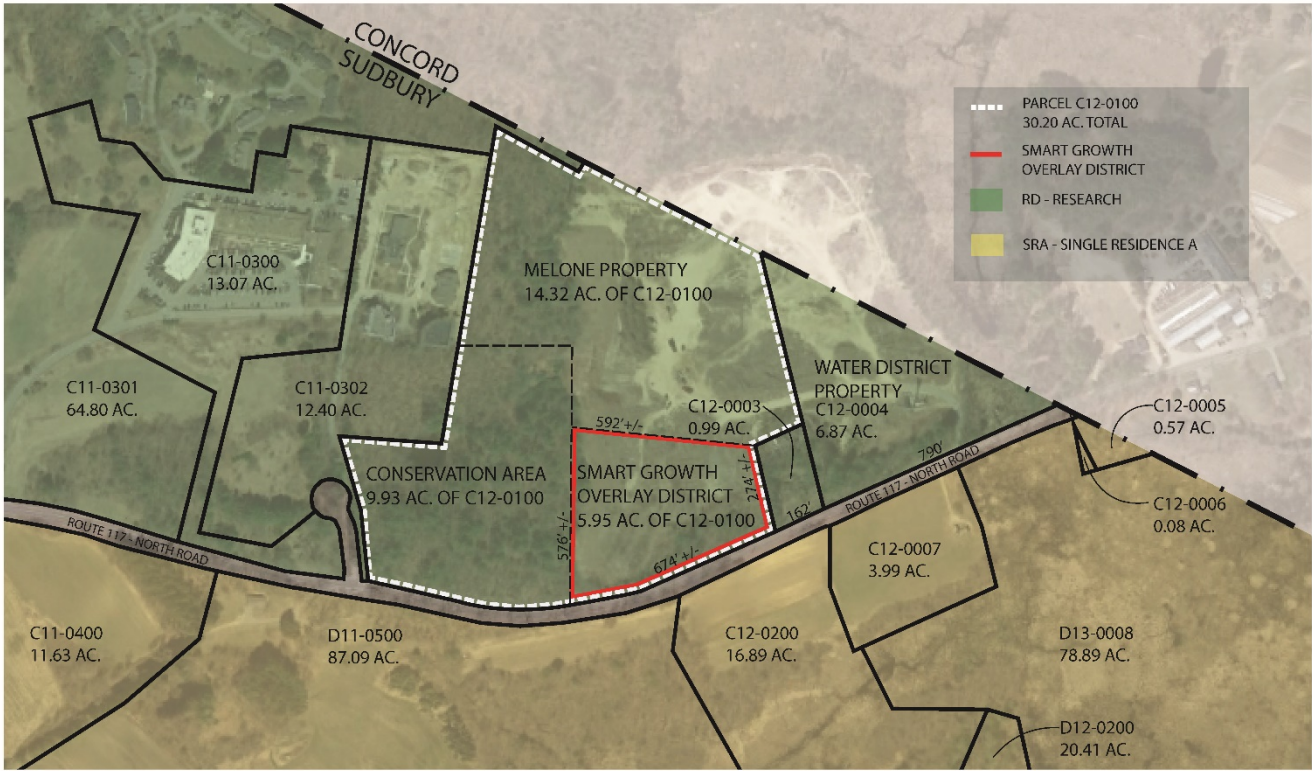 CONCORD
SUDBURY
PARCEL C12-0100
30.20 AC. TOTAL
SMART GROWTH
OVERLAY DISTRICT
RD - RESEARCH
SRA - SINGLE RESIDENCE A
C11-0300
13.07 AC.
MELONE PROPERTY
14.32 AC. OF C12-0100
C11-0301
64.80 AC.
C11-0302
12.40 AC.
WATER DISTRICT
PROPERTY
C12-0004
6.87 AC.
C12-0003
0.99 AC.
C12-0005
0.57 AC.
C12-0006
0.08 AC.
592' +/-
274' +/-
576' +/-
674' +/-
162'
790'
CONSERVATION AREA
9.93 AC. OF C12-0100
SMART GROWTH
OVERLAY DISTRICT
5.95 AC. OF C12-0100
ROUTE 117 - NORTH ROAD
ROUTE 117 - NORTH ROAD
C12-0007
3.99 AC.
C11-0400
11.63 AC.
D11-0500
87.09 AC.
C12-0200
16.89 AC.
D13-0008
78.89 AC.
D12-0200
20.41 AC.